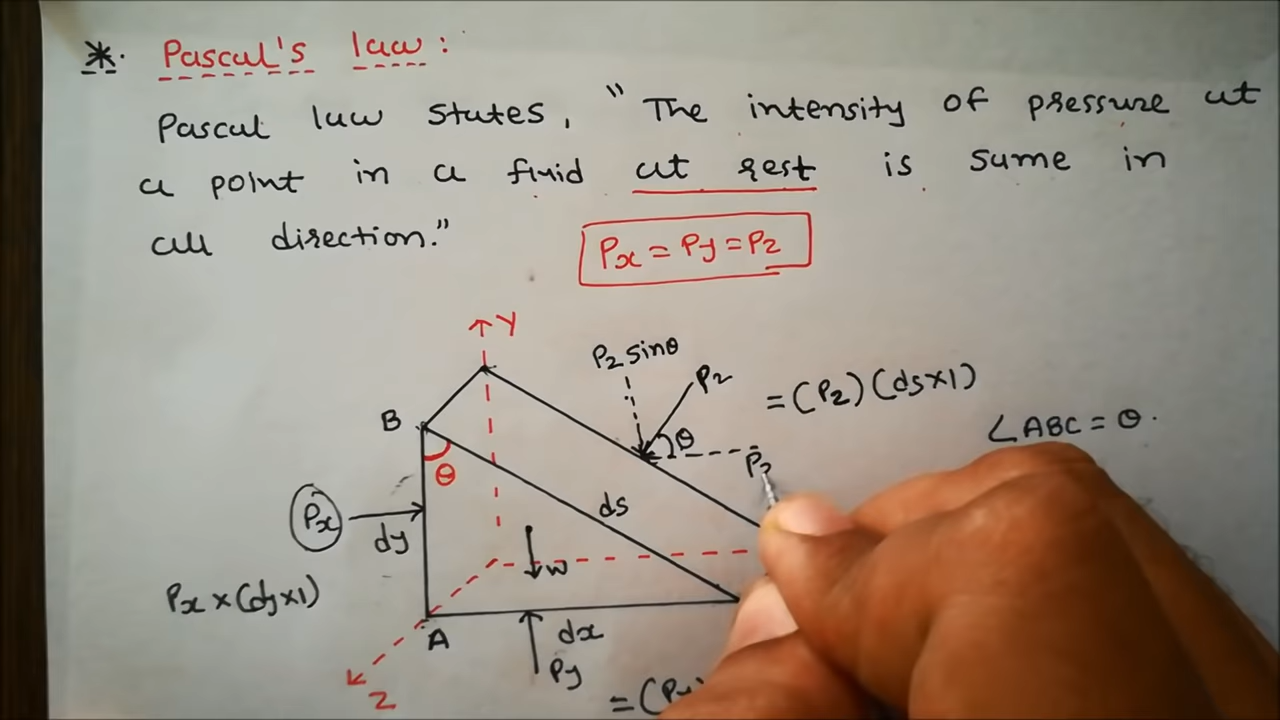 *. Pascal's law :
Pascal law states, "The intensity of pressure at
a point in a fluid at rest is same in
all direction."
Px = Py = Pz
Y
Pz sinθ
Pz
= (Pz) (ds×1)
∠ABC = θ.
B
θ
θ
Pz
ds
Px
dy
W
Px × (dy×1)
A
dx
Py
Z
= (Py)